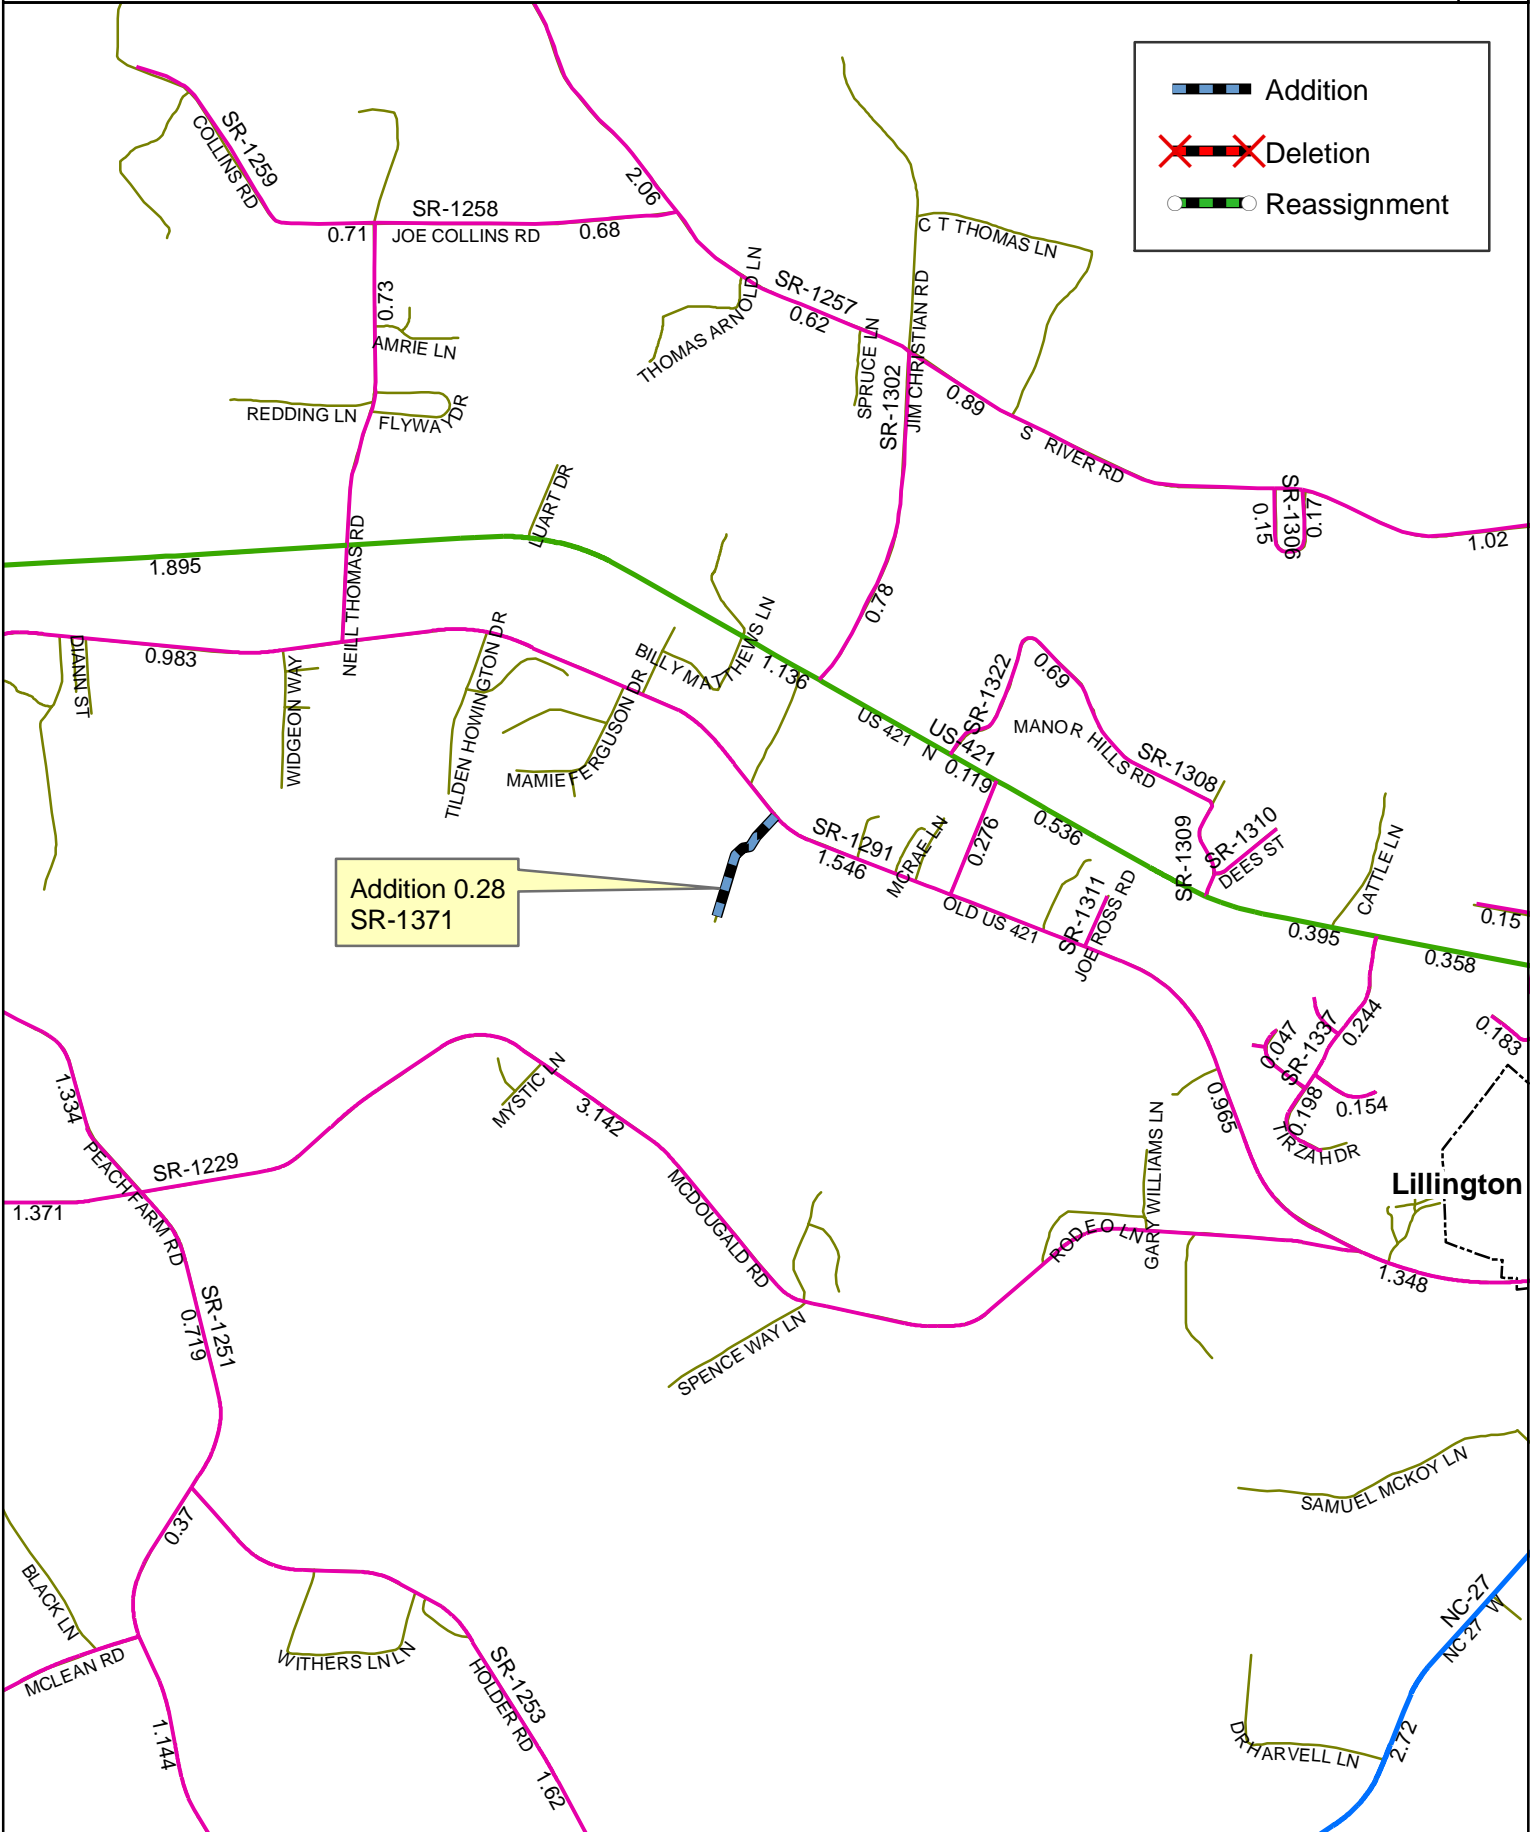 Addition
Deletion
Reassignment
SR-1259
COLLINS RD
2.06
SR-1258
0.71
JOE COLLINS RD
0.68
C T THOMAS LN
0.73
THOMAS ARNOLD LN
SR-1257
0.62
SPRUCE LN
SR-1302
JIM CHRISTIAN RD
AMRIE LN
0.89
REDDING LN
FLYWAY DR
S RIVER RD
LUART DR
SR-1306
0.15
0.17
1.02
1.895
NEILL THOMAS RD
0.78
0.983
DIANN ST
WIDGEON WAY
TILDEN HOWINGTON DR
MAMIE FERGUSON DR
BILLY MATTHEWS LN
1.136
SR-1322
0.69
US 421 N
US-421
MANOR HILLS RD
0.119
SR-1308
0.276
0.536
SR-1309
SR-1310
DEES ST
SR-1291
1.546
MCRAE LN
CATTLE LN
Addition 0.28
SR-1371
OLD US 421
SR-1311
JOE ROSS RD
0.15
0.395
0.358
0.047
SR-1337
0.244
0.183
1.334
MYSTIC LN
3.142
0.965
0.198
0.154
TIRZAH DR
PEACH FARM RD
SR-1229
1.371
MCDOUGALD RD
GARY WILLIAMS LN
RODEO LN
Lillington
1.348
SR-1251
0.719
SPENCE WAY LN
SAMUEL MCKOY LN
0.37
BLACK LN
MCLEAN RD
WITHERS LN LN
SR-1253
HOLDER RD
1.62
1.144
NC-27
NC 27 W
DRHARVELL LN
2.72